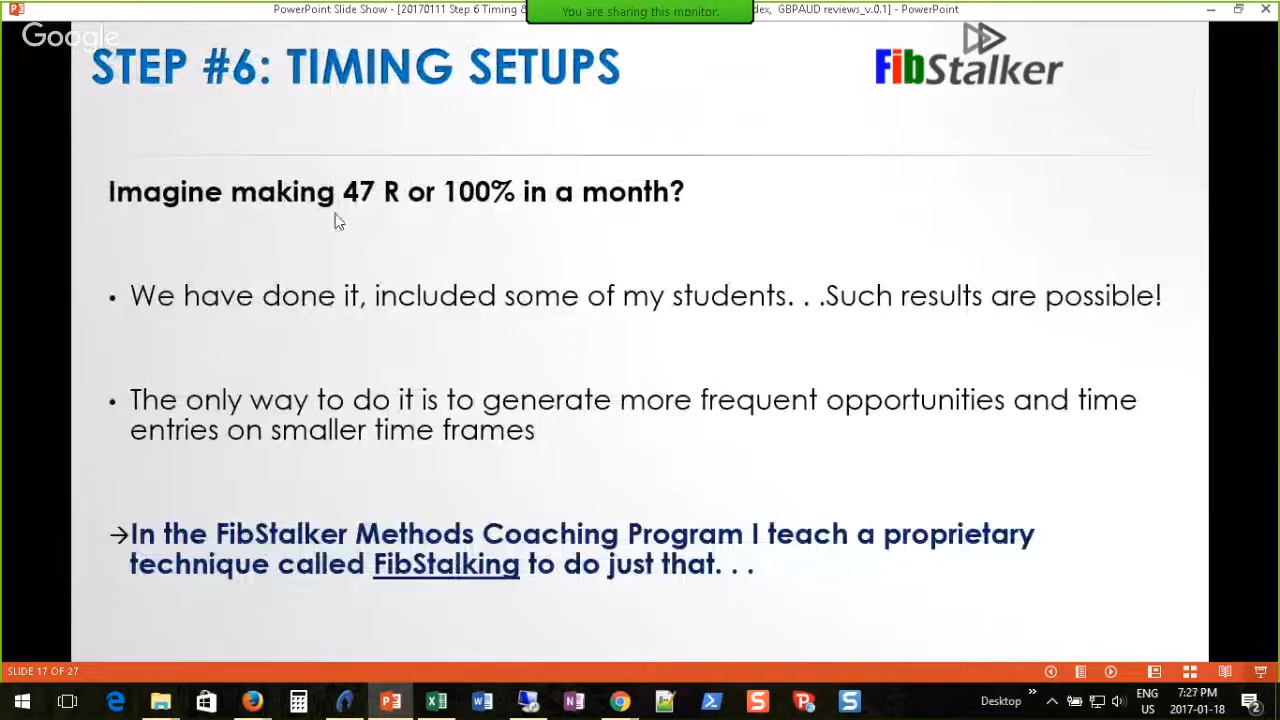 PowerPoint Slide Show - [20170111 Step 6 Timing &
You are sharing this monitor.
dex, GBPAUD reviews_v.0.1] - PowerPoint
Google
STEP #6: TIMING SETUPS
FibStalker
Imagine making 47 R or 100% in a month?
• We have done it, included some of my students. . .Such results are possible!
• The only way to do it is to generate more frequent opportunities and time
entries on smaller time frames
→In the FibStalker Methods Coaching Program I teach a proprietary
technique called FibStalking to do just that. . .
SLIDE 17 OF 27
Desktop
ENG
US
7:27 PM
2017-01-18
2